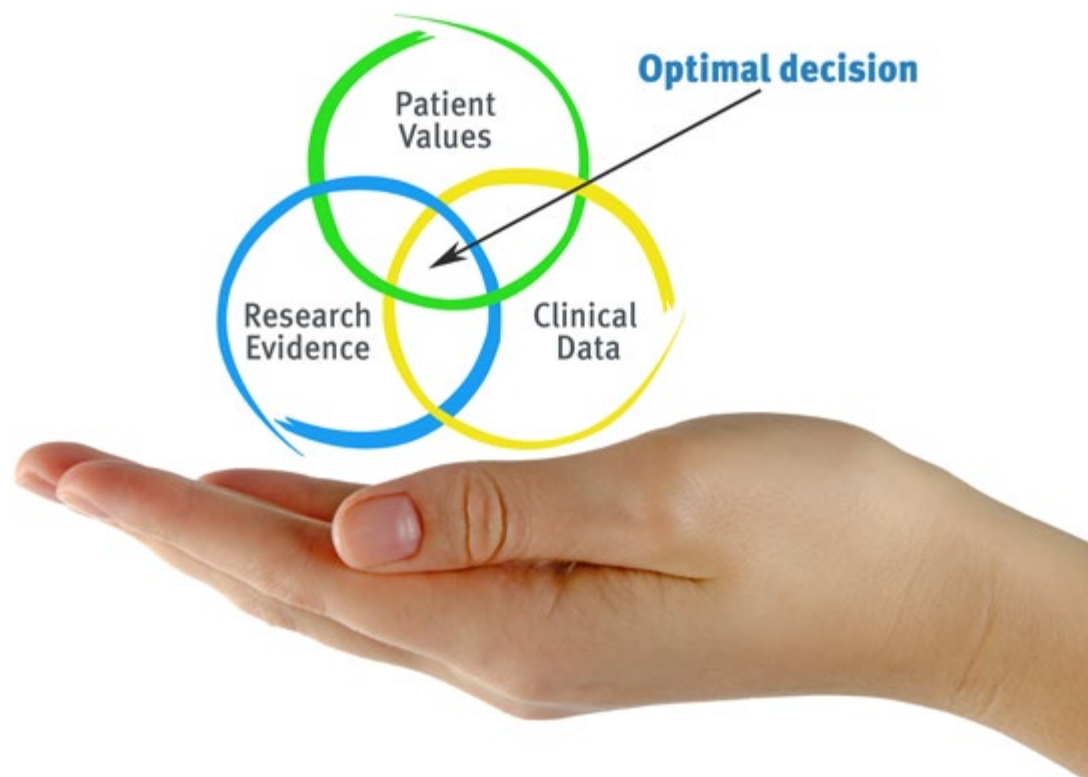 Optimal decision
Patient
Values
Research
Evidence
Clinical
Data